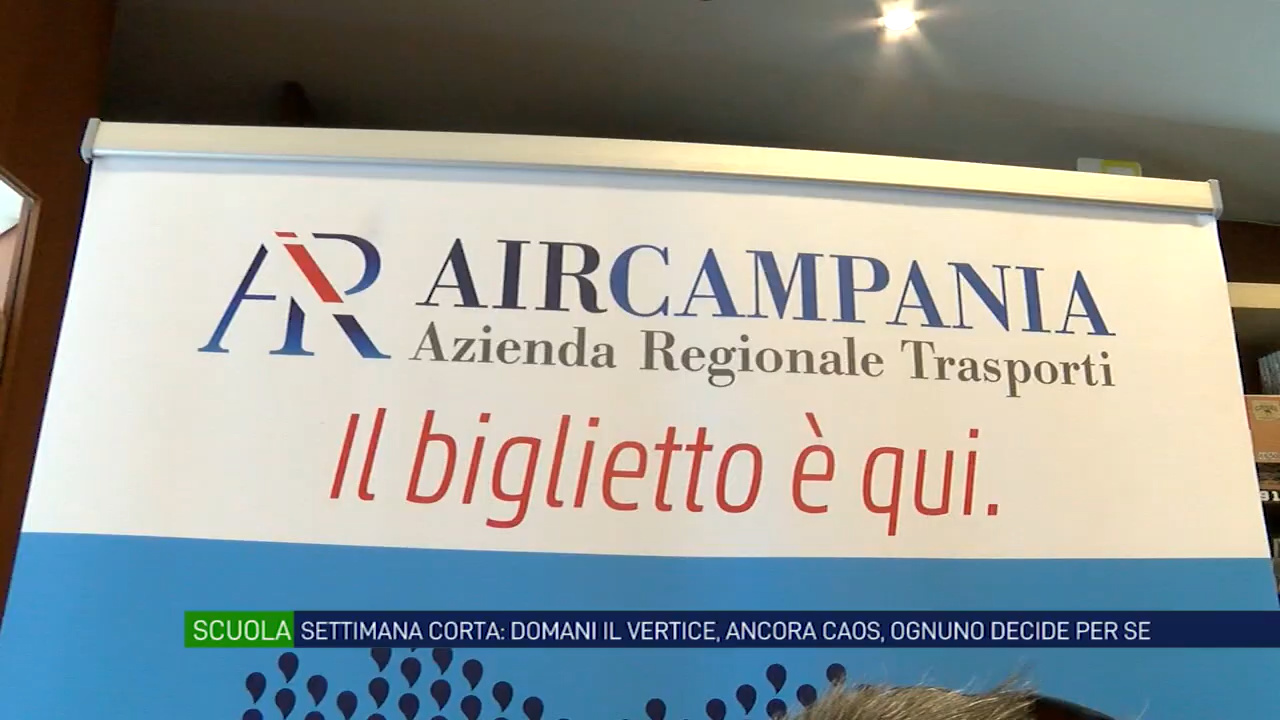 AIR AIRCAMPANIA
Azienda Regionale Trasporti
Il biglietto è qui.
SCUOLA SETTIMANA CORTA: DOMANI IL VERTICE, ANCORA CAOS, OGNUNO DECIDE PER SE